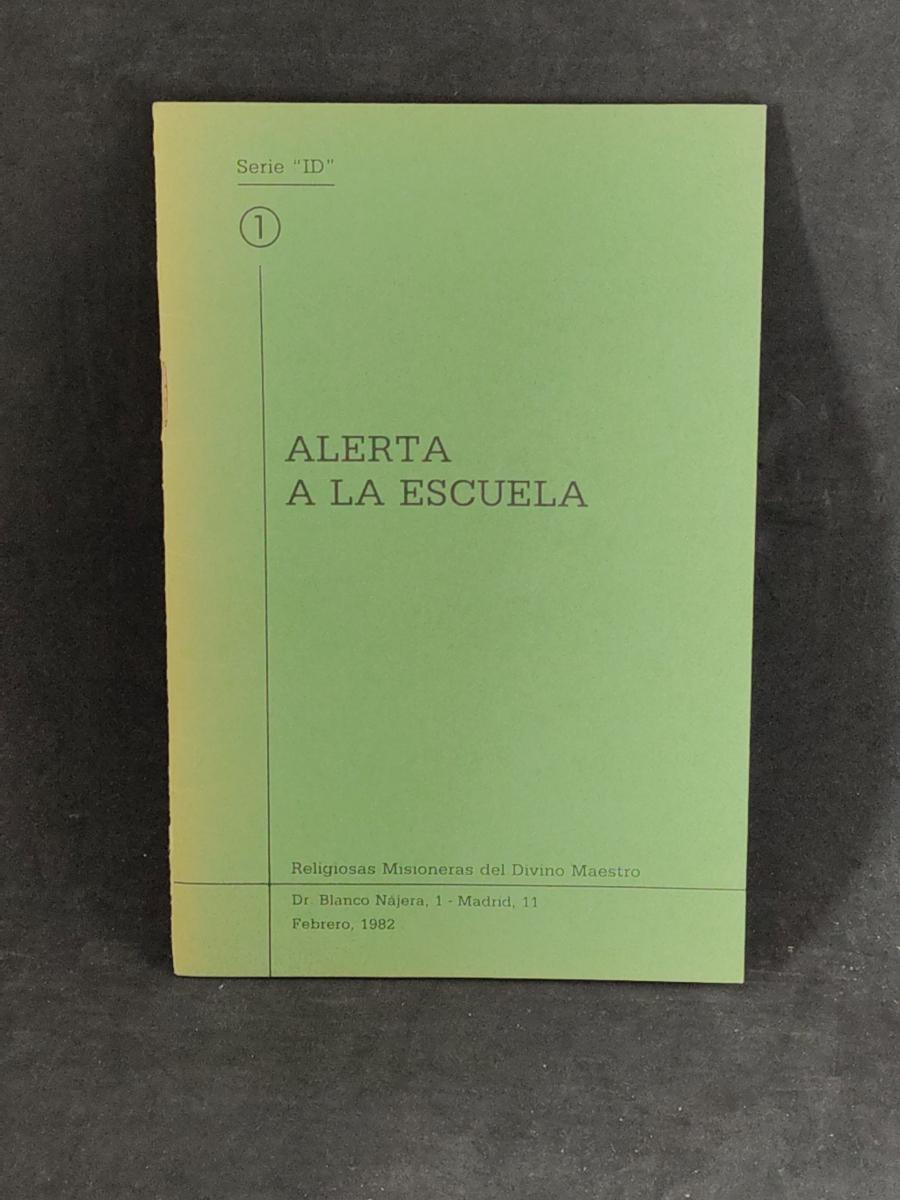 Serie "ID"
1
ALERTA
A LA ESCUELA
Religiosas Misioneras del Divino Maestro
Dr. Blanco Nájera, 1 - Madrid, 11
Febrero, 1982